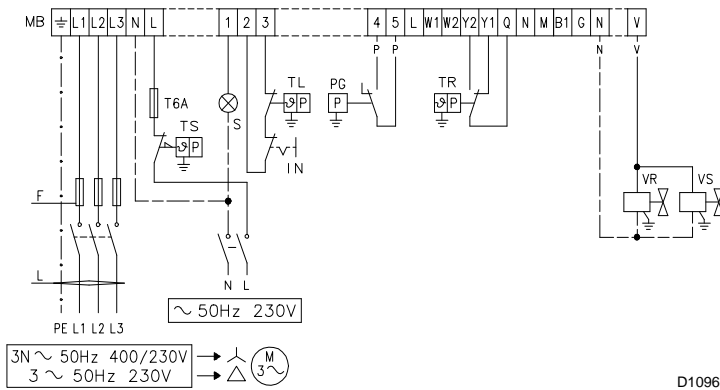 MB L1 L2 L3 N L 1 2 3 4 5 L W1 W2 Y2 Y1 Q N M B1 G N V
P P N V
T6A
TS
ϑ P
S
TL
ϑ P
IN
PG
P
TR
ϑ P
VR
VS
F
L
N L
∼ 50Hz 230V
PE L1 L2 L3
3N ∼ 50Hz 400/230V
3 ∼ 50Hz 230V
M
3∼
D1096